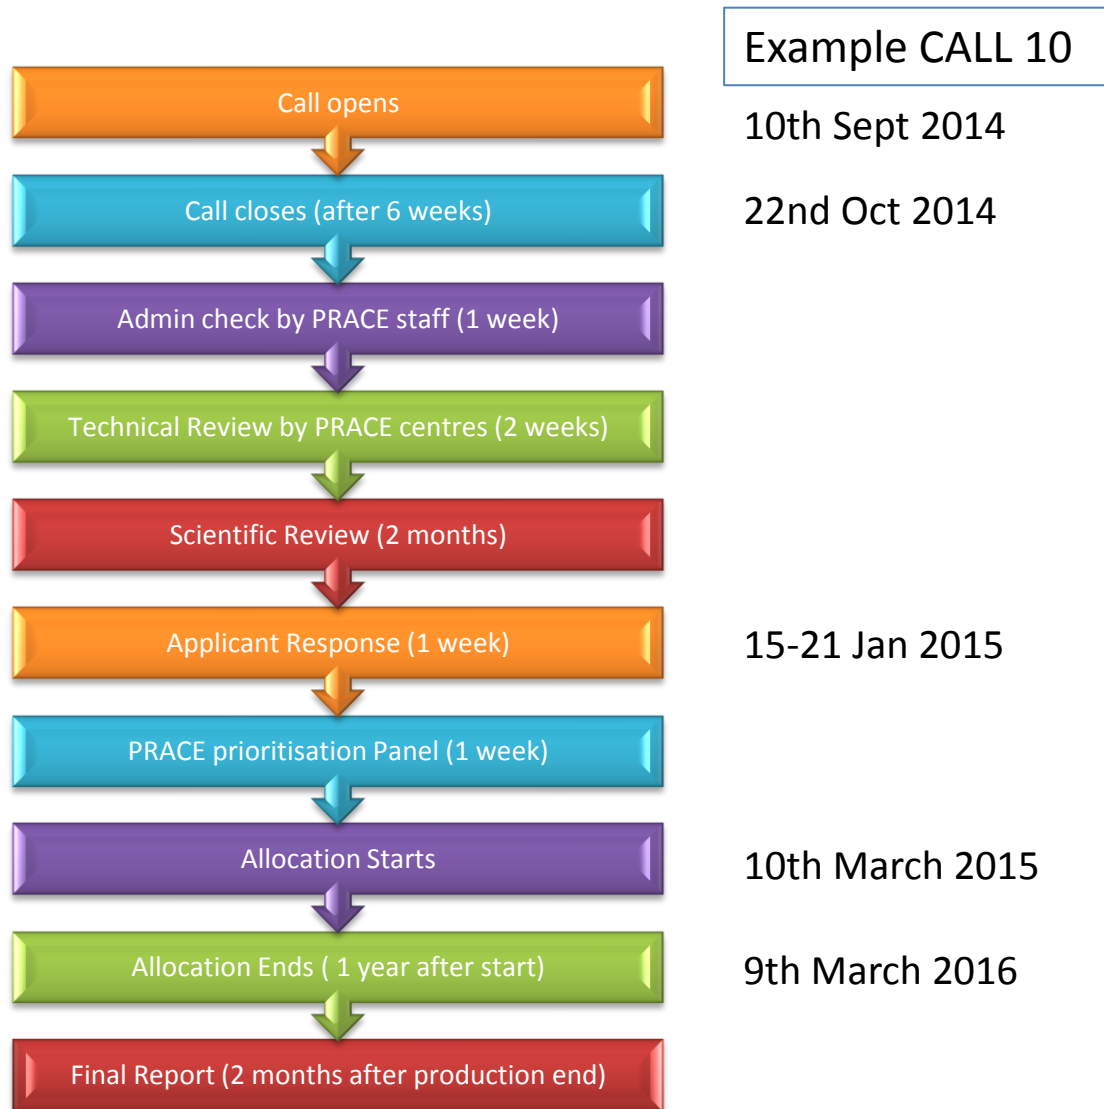 Example CALL 10
Call opens
10th Sept 2014
Call closes (after 6 weeks)
22nd Oct 2014
Admin check by PRACE staff (1 week)
Technical Review by PRACE centres (2 weeks)
Scientific Review (2 months)
Applicant Response (1 week)
15-21 Jan 2015
PRACE prioritisation Panel (1 week)
Allocation Starts
10th March 2015
Allocation Ends ( 1 year after start)
9th March 2016
Final Report (2 months after production end)